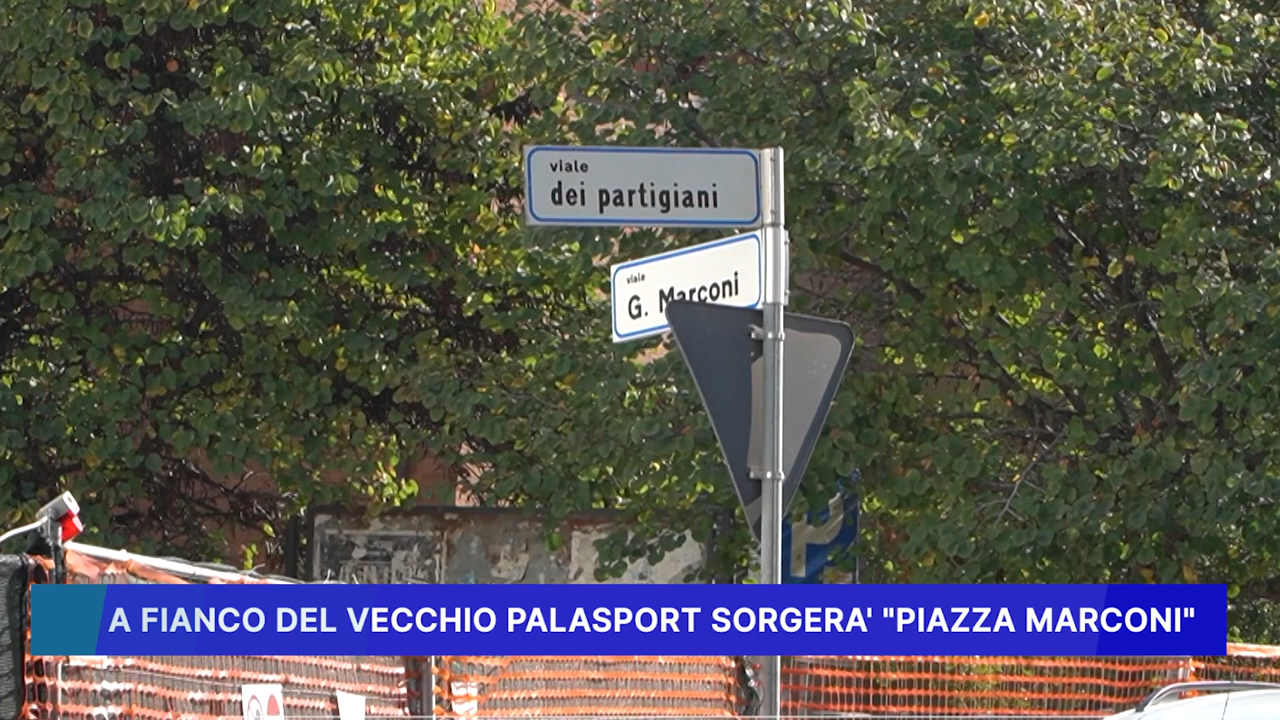 viale
dei partigiani
viale
G. Marconi
P
A FIANCO DEL VECCHIO PALASPORT SORGERA' "PIAZZA MARCONI"